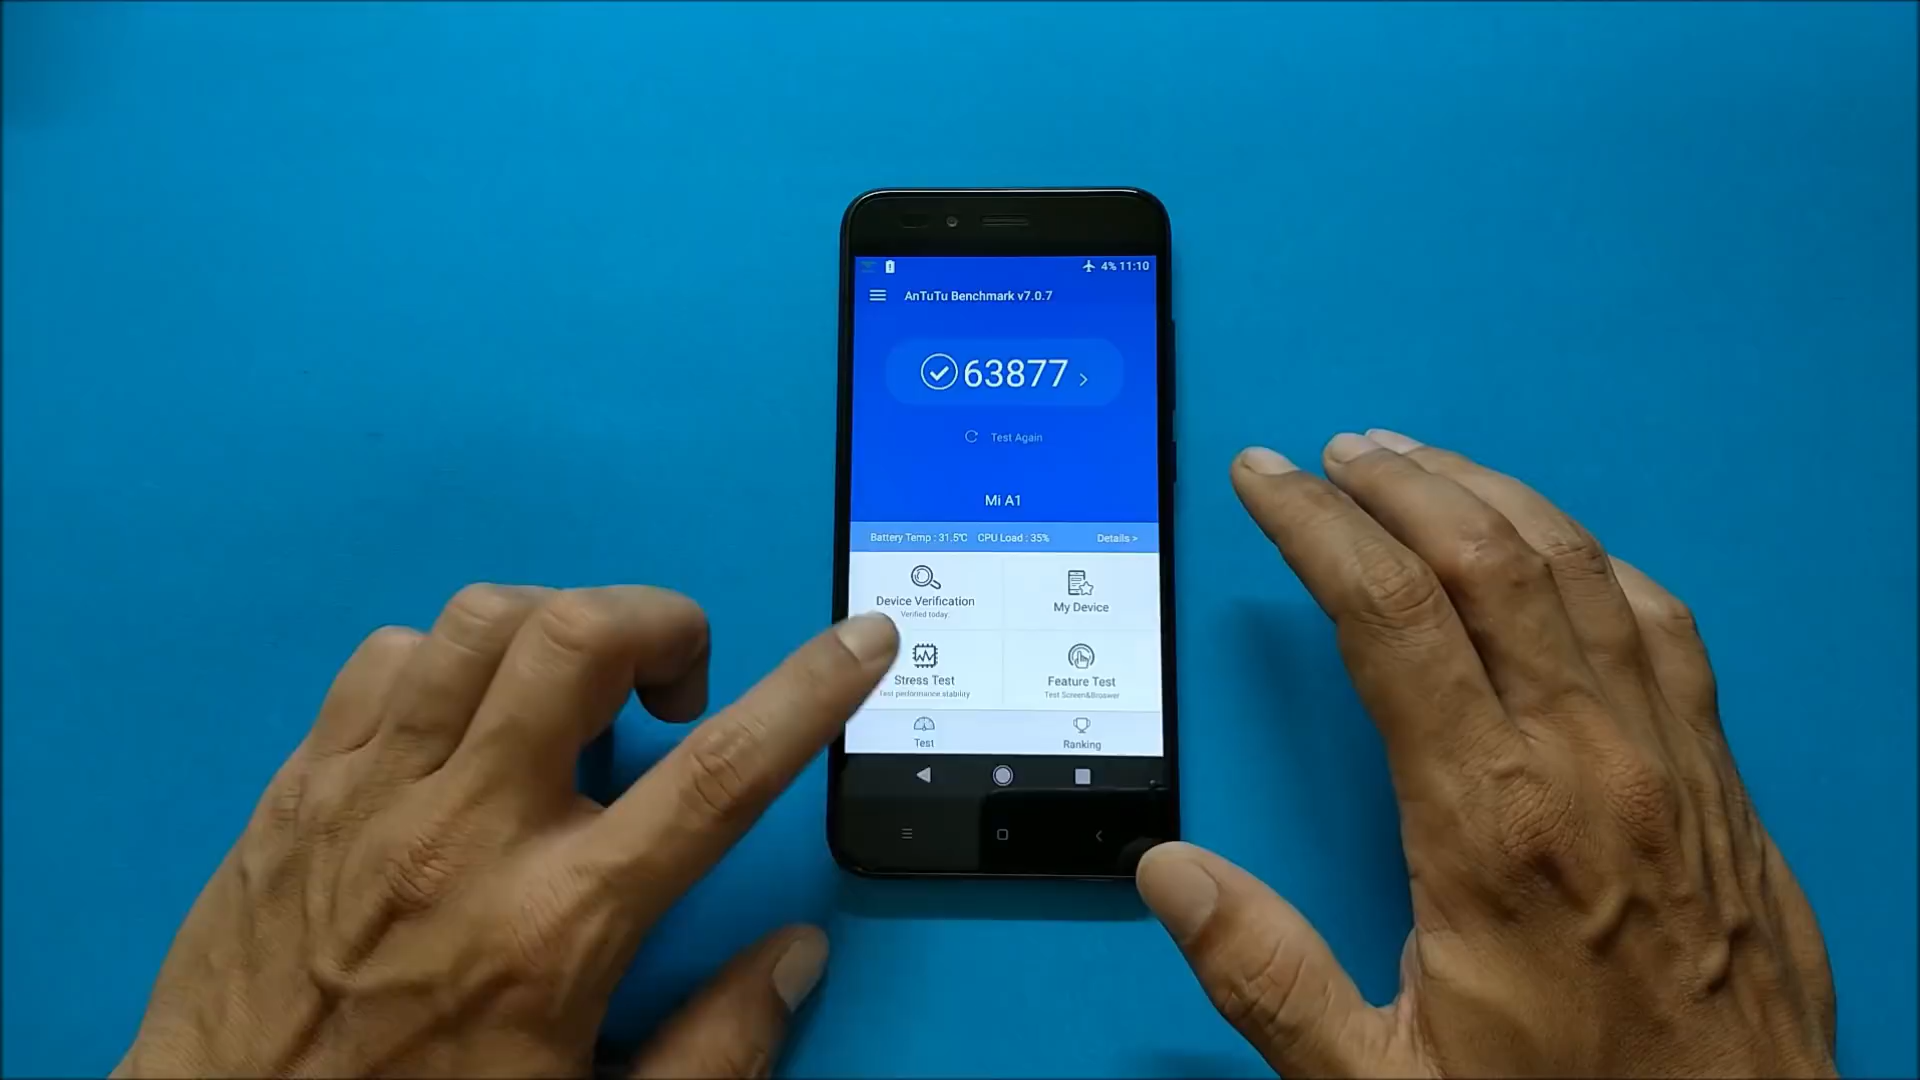 4% 11:10
AnTuTu Benchmark v7.0.7
63877 >
Test Again
Mi A1
Battery Temp : 31.5℃ CPU Load : 35% Details >
Device Verification
Verified today.
My Device
Stress Test
Test performance stability
Feature Test
Test Screen&Broswer
Test
Ranking